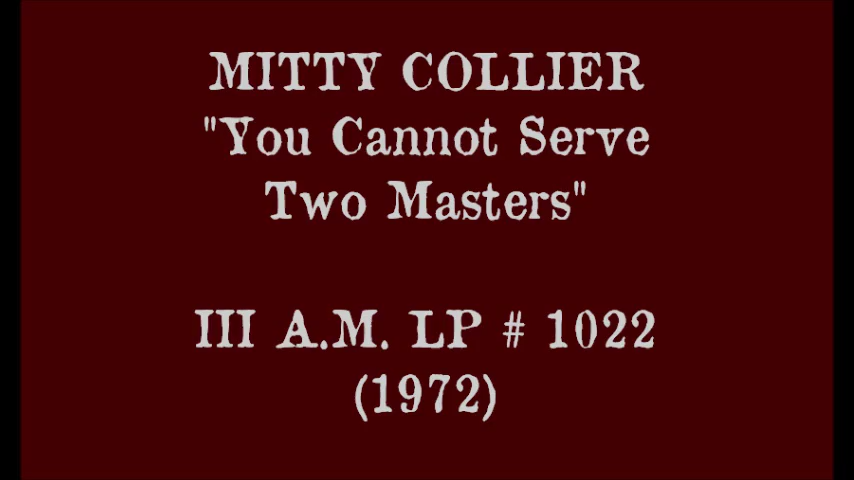 MITTY COLLIER
"You Cannot Serve
Two Masters"
III A.M. LP # 1022
(1972)